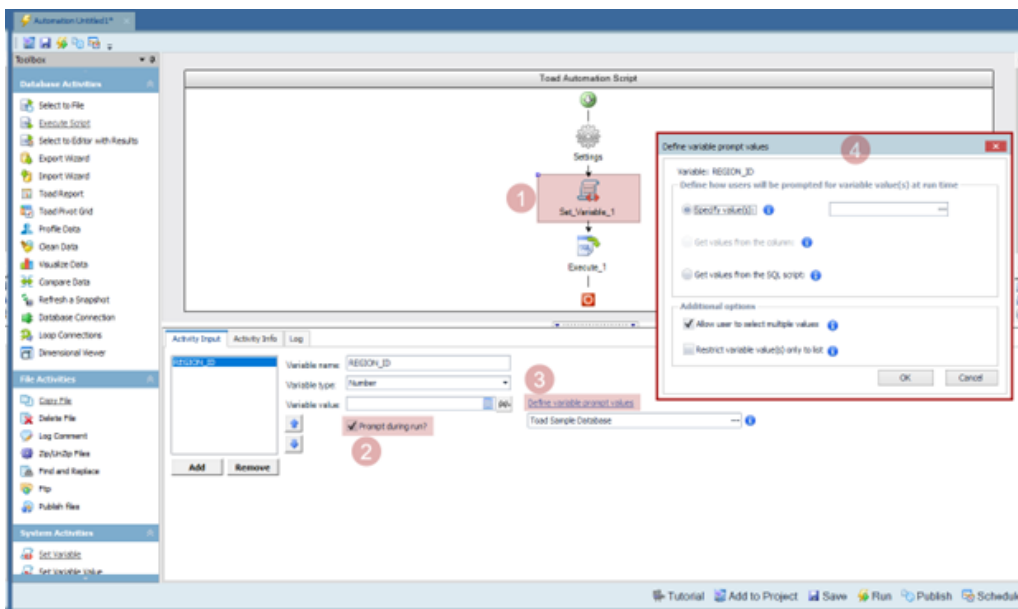 Automation Untitled1*
Toolbox
Database Activities
Select to File
Execute Script
Select to Editor with Results
Export Wizard
Import Wizard
Toad Report
Toad Pivot Grid
Profile Data
Clean Data
Visualize Data
Compare Data
Refresh a Snapshot
Database Connection
Loop Connections
Dimensional Viewer
File Activities
Copy File
Delete File
Log Comment
Zip/UnZip Files
Find and Replace
Ftp
Publish Files
System Activities
Set Variable
Set Variable Value
Toad Automation Script
Settings
1
Set_Variable_1
Execute_1
Activity Input Activity Info Log
REGION_ID
Add Remove
Variable name: REGION_ID
Variable type: Number
Variable value:
3
Define variable prompt values
Prompt during run?
Toad Sample Database
2
Define variable prompt values
4
Variable: REGION_ID
Define how users will be prompted for variable value(s) at run time
Specify value(s):
Get values from the column:
Get values from the SQL script:
Additional options
Allow user to select multiple values
Restrict variable value(s) only to list
OK Cancel
Tutorial Add to Project Save Run Publish Schedule